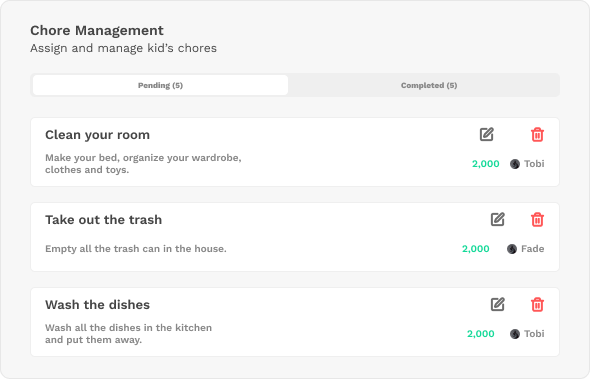 Chore Management
Assign and manage kid's chores
Pending (5) Completed (5)
Clean your room
Make your bed, organize your wardrobe,
clothes and toys.
2,000 Tobi
Take out the trash
Empty all the trash can in the house.
2,000 Fade
Wash the dishes
Wash all the dishes in the kitchen
and put them away.
2,000 Tobi